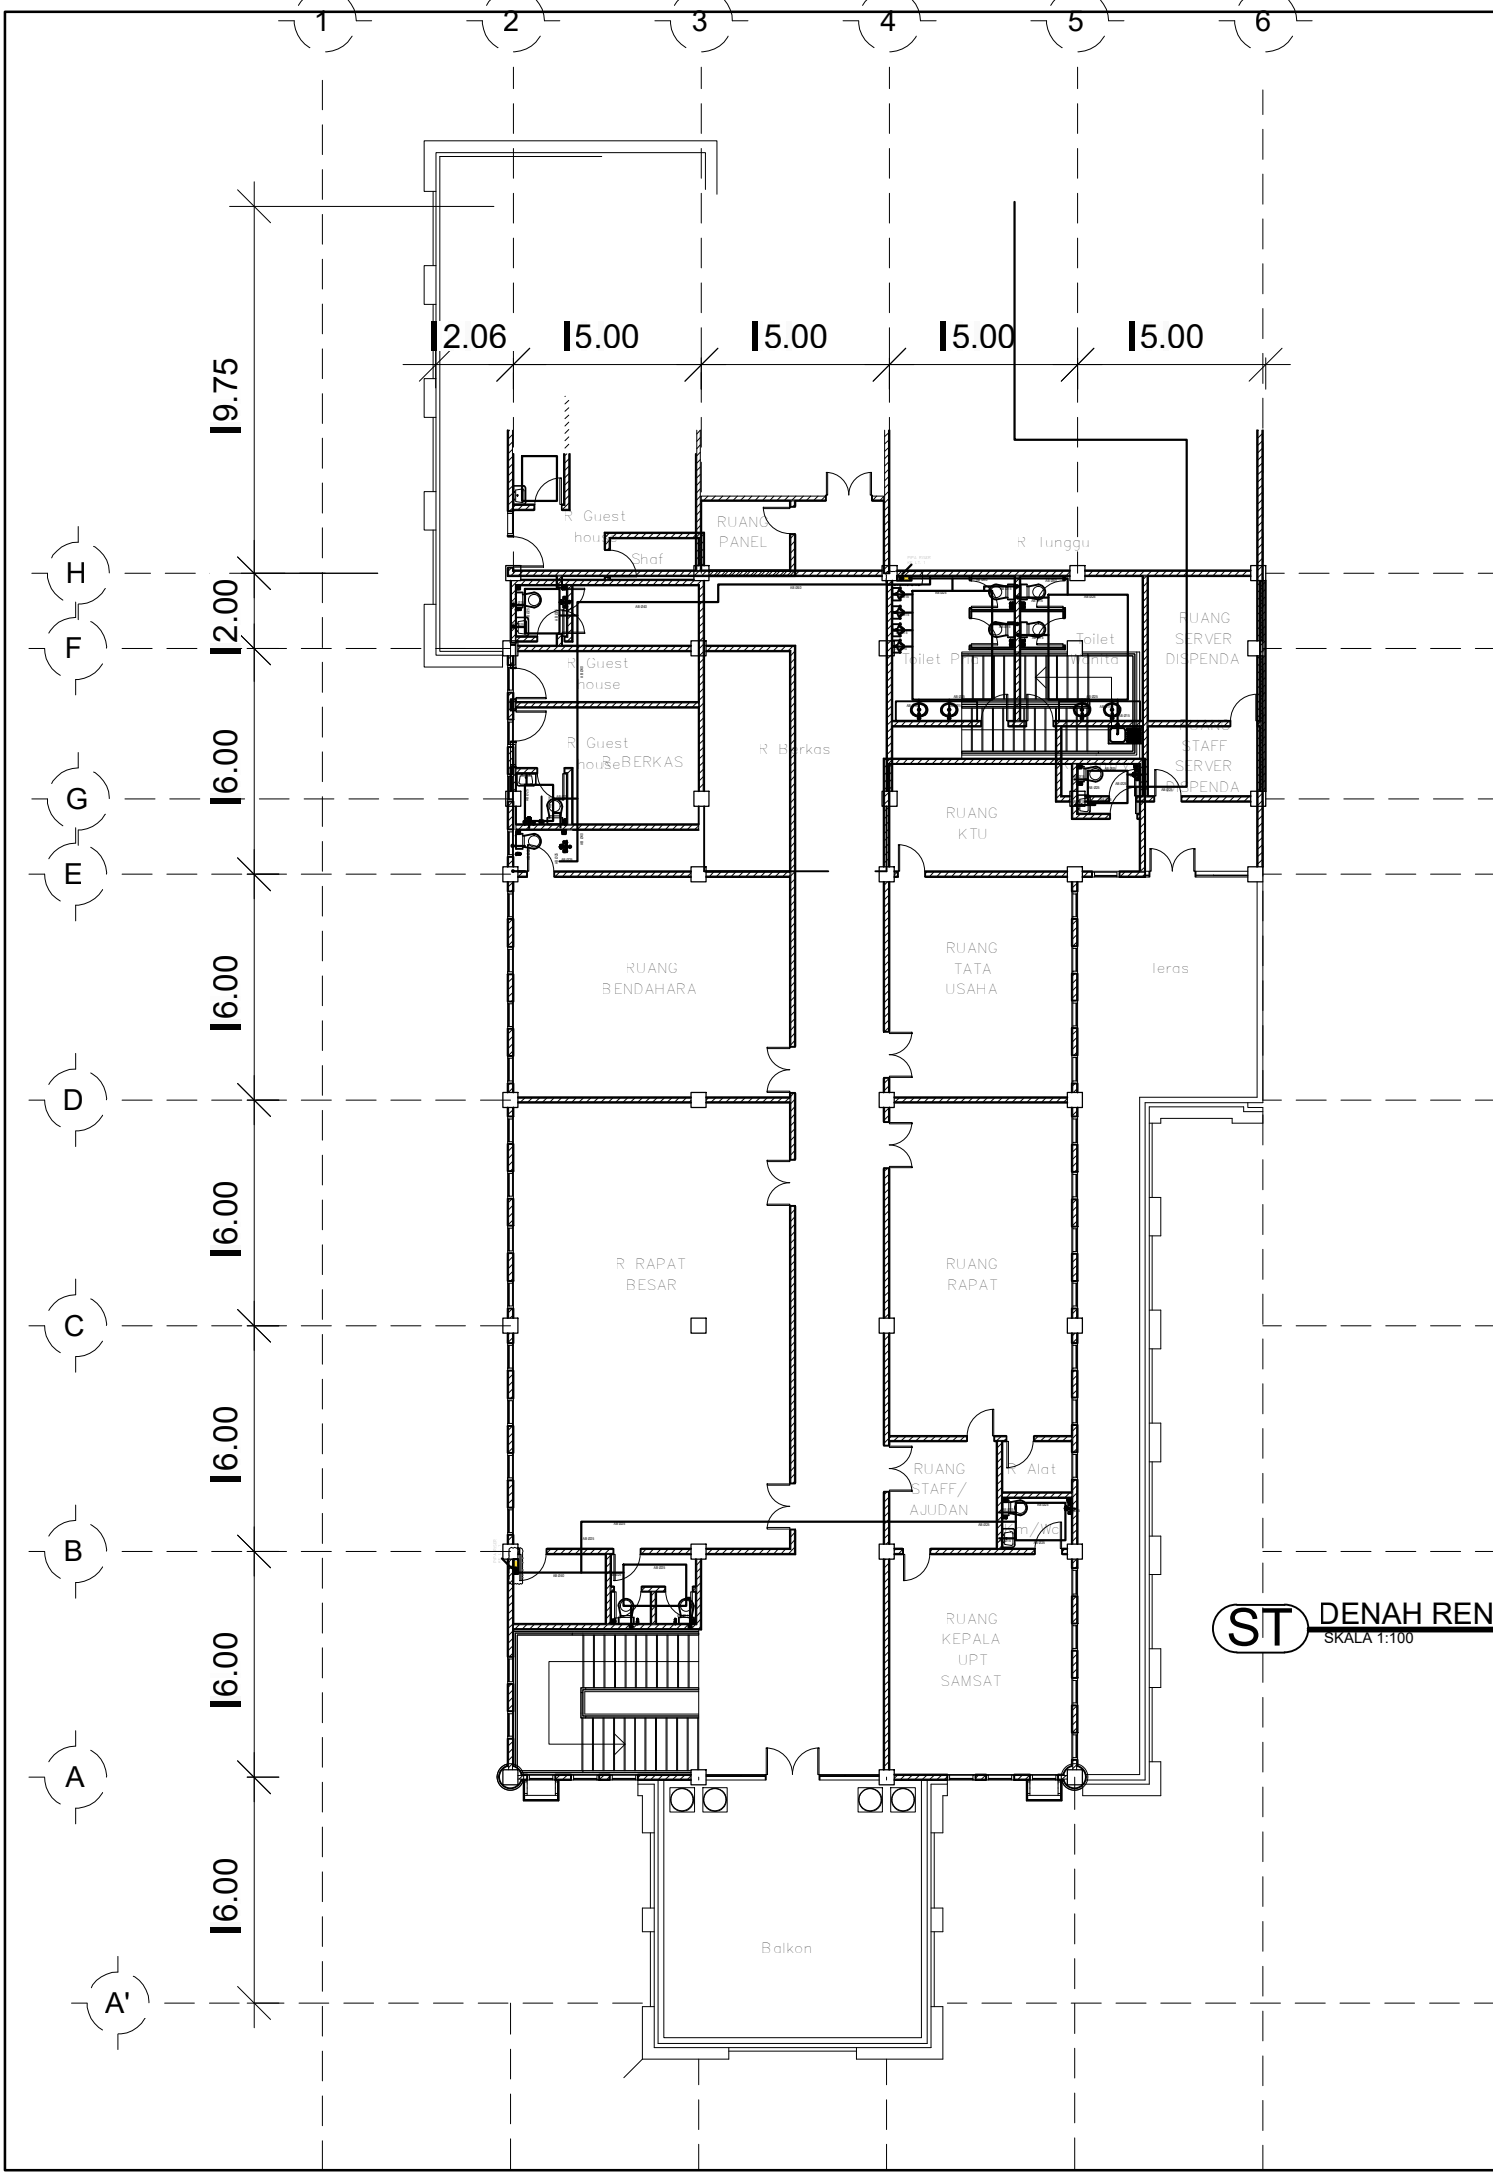 1
2
3
4
5
6
2.06
5.00
5.00
5.00
5.00
9.75
2.00
6.00
6.00
6.00
6.00
6.00
6.00
H
F
G
E
D
C
B
A
A'
R Guest
house
Shaf
RUANG
PANEL
R Tunggu
R Guest
house
R Guest
house
R BERKAS
R Berkas
Toilet Pria
Toilet
Wanita
RUANG
SERVER
DISPENDA
RUANG
STAFF
SERVER
DISPENDA
RUANG
KTU
RUANG
BENDAHARA
RUANG
TATA
USAHA
Teras
R RAPAT
BESAR
RUANG
RAPAT
RUANG
STAFF/
AJUDAN
R Alat
Km/Wc
RUANG
KEPALA
UPT
SAMSAT
Balkon
ST
DENAH REN
SKALA 1:100